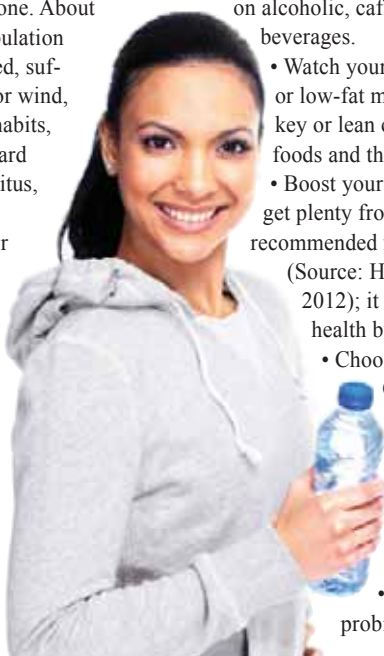 one. About
ulation
ed, suf-
or wind,
habits,
ard
itus,
r
on alcoholic, caf
beverages.
• Watch your
or low-fat m
key or lean
foods and th
• Boost your
get plenty fro
recommended
(Source: H
2012); it
health b
• Choo
•
probi